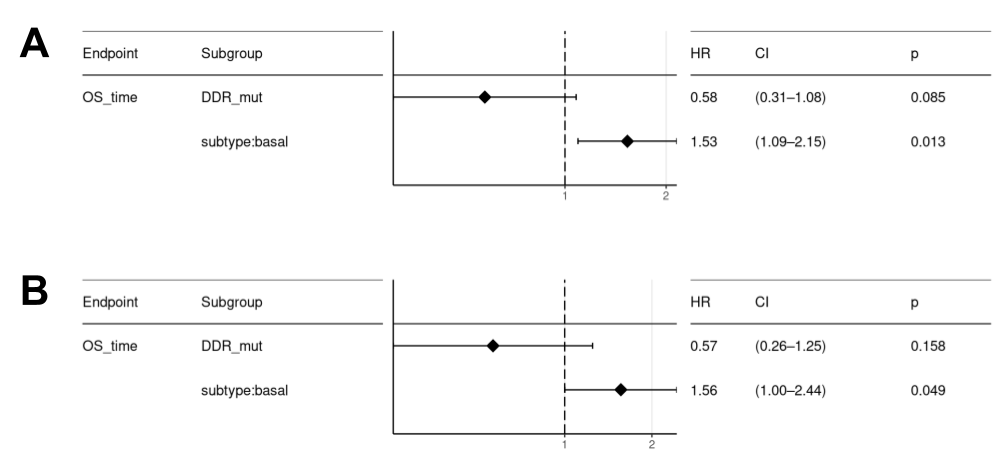 A
Endpoint Subgroup HR CI p
OS_time DDR_mut 0.58 (0.31–1.08) 0.085
subtype:basal 1.53 (1.09–2.15) 0.013
1 2
B
Endpoint Subgroup HR CI p
OS_time DDR_mut 0.57 (0.26–1.25) 0.158
subtype:basal 1.56 (1.00–2.44) 0.049
1 2